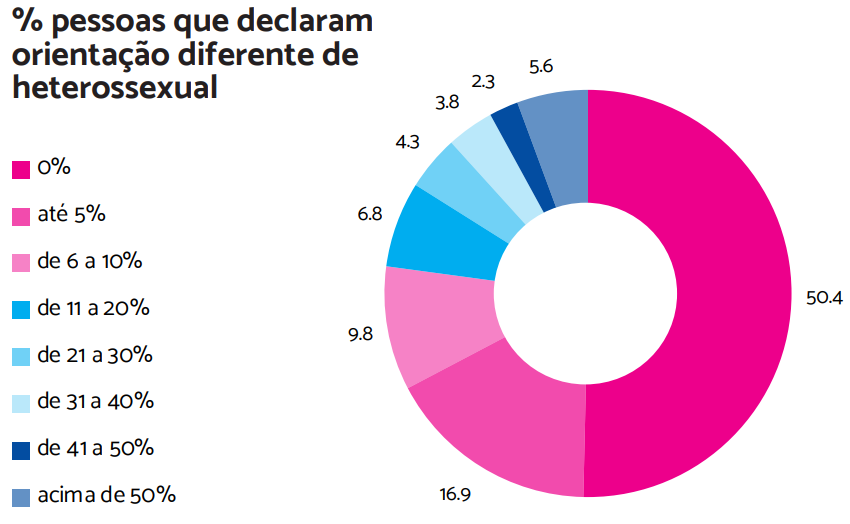 % pessoas que declaram
orientação diferente de
heterossexual
0%
até 5%
de 6 a 10%
de 11 a 20%
de 21 a 30%
de 31 a 40%
de 41 a 50%
acima de 50%
5.6
2.3
3.8
4.3
6.8
9.8
16.9
50.4